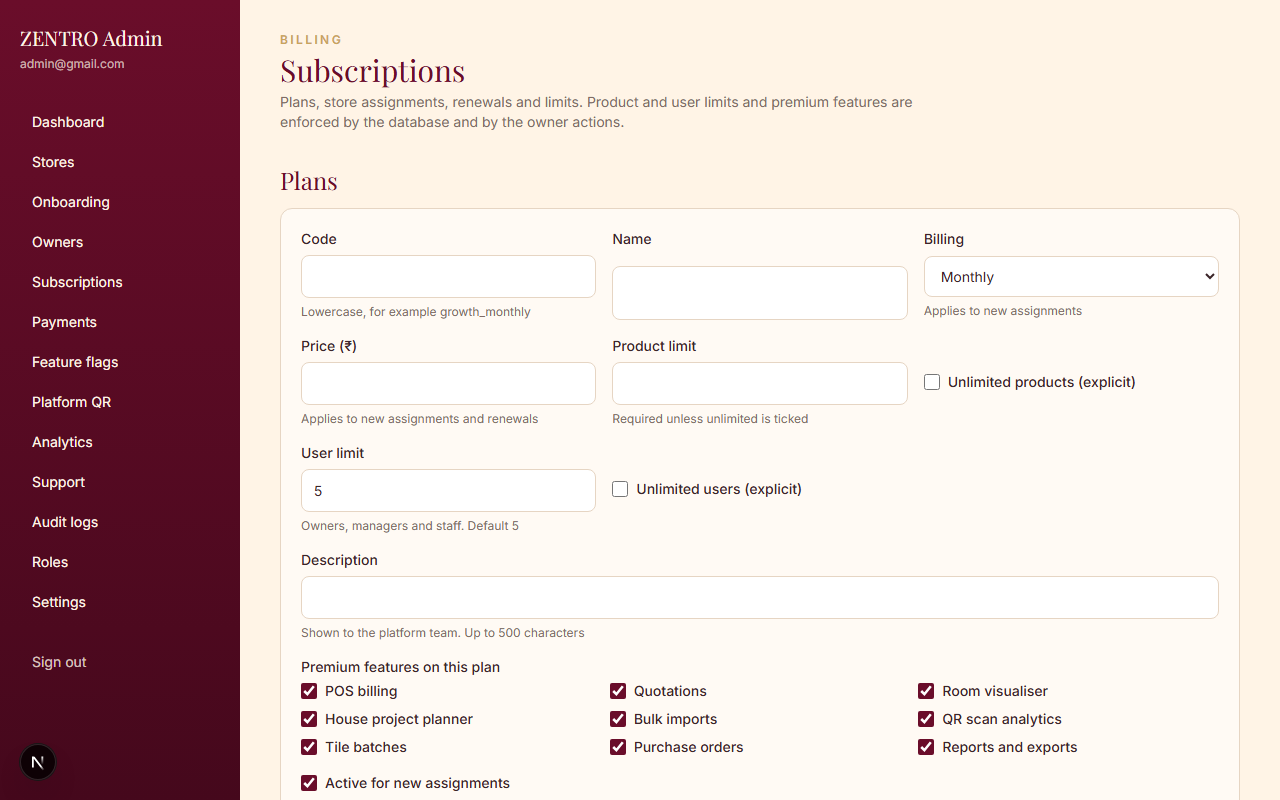 ZENTRO Admin
admin@gmail.com
Dashboard
Stores
Onboarding
Owners
Subscriptions
Payments
Feature flags
Platform QR
Analytics
Support
Audit logs
Roles
Settings
Sign out
N
BILLING
Subscriptions
Plans, store assignments, renewals and limits. Product and user limits and premium features are
enforced by the database and by the owner actions.
Plans
Code
Name
Billing
Monthly
Lowercase, for example growth_monthly
Applies to new assignments
Price (₹)
Product limit
Unlimited products (explicit)
Applies to new assignments and renewals
Required unless unlimited is ticked
User limit
5
Unlimited users (explicit)
Owners, managers and staff. Default 5
Description
Shown to the platform team. Up to 500 characters
Premium features on this plan
POS billing
Quotations
Room visualiser
House project planner
Bulk imports
QR scan analytics
Tile batches
Purchase orders
Reports and exports
Active for new assignments